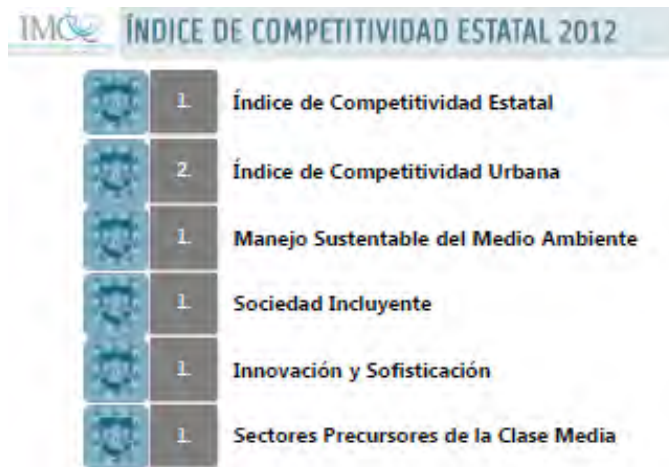 IMCO ÍNDICE DE COMPETITIVIDAD ESTATAL 2012
1. Índice de Competitividad Estatal
2. Índice de Competitividad Urbana
1. Manejo Sustentable del Medio Ambiente
1. Sociedad Incluyente
1. Innovación y Sofisticación
1. Sectores Precursores de la Clase Media